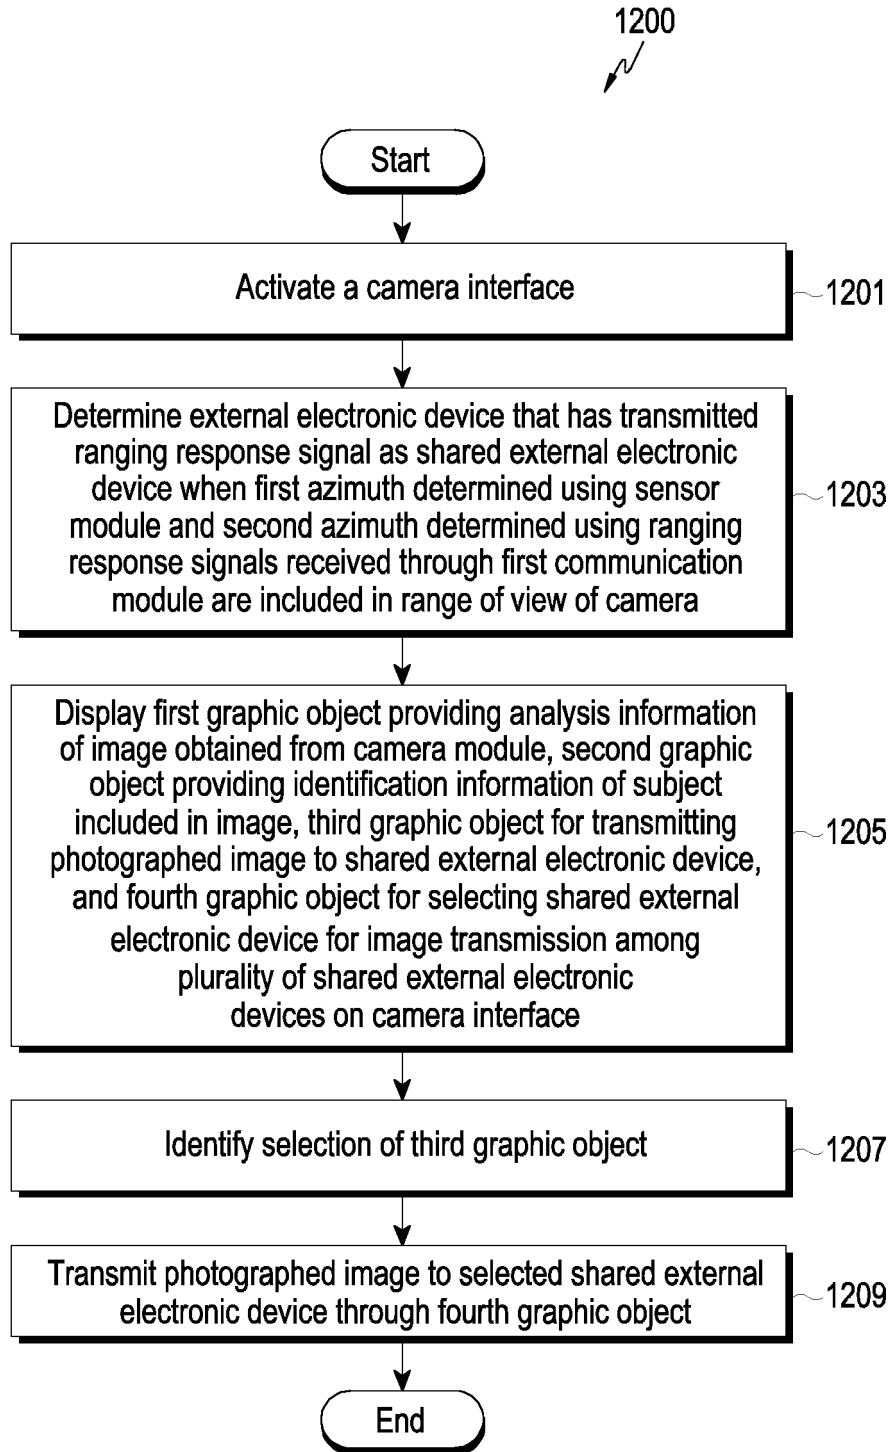 1200
Start
Activate a camera interface
1201
Determine external electronic device that has transmitted
ranging response signal as shared external electronic
device when first azimuth determined using sensor
module and second azimuth determined using ranging
response signals received through first communication
module are included in range of view of camera
1203
Display first graphic object providing analysis information
of image obtained from camera module, second graphic
object providing identification information of subject
included in image, third graphic object for transmitting
photographed image to shared external electronic device,
and fourth graphic object for selecting shared external
electronic device for image transmission among
plurality of shared external electronic
devices on camera interface
1205
Identify selection of third graphic object
1207
Transmit photographed image to selected shared external
electronic device through fourth graphic object
1209
End